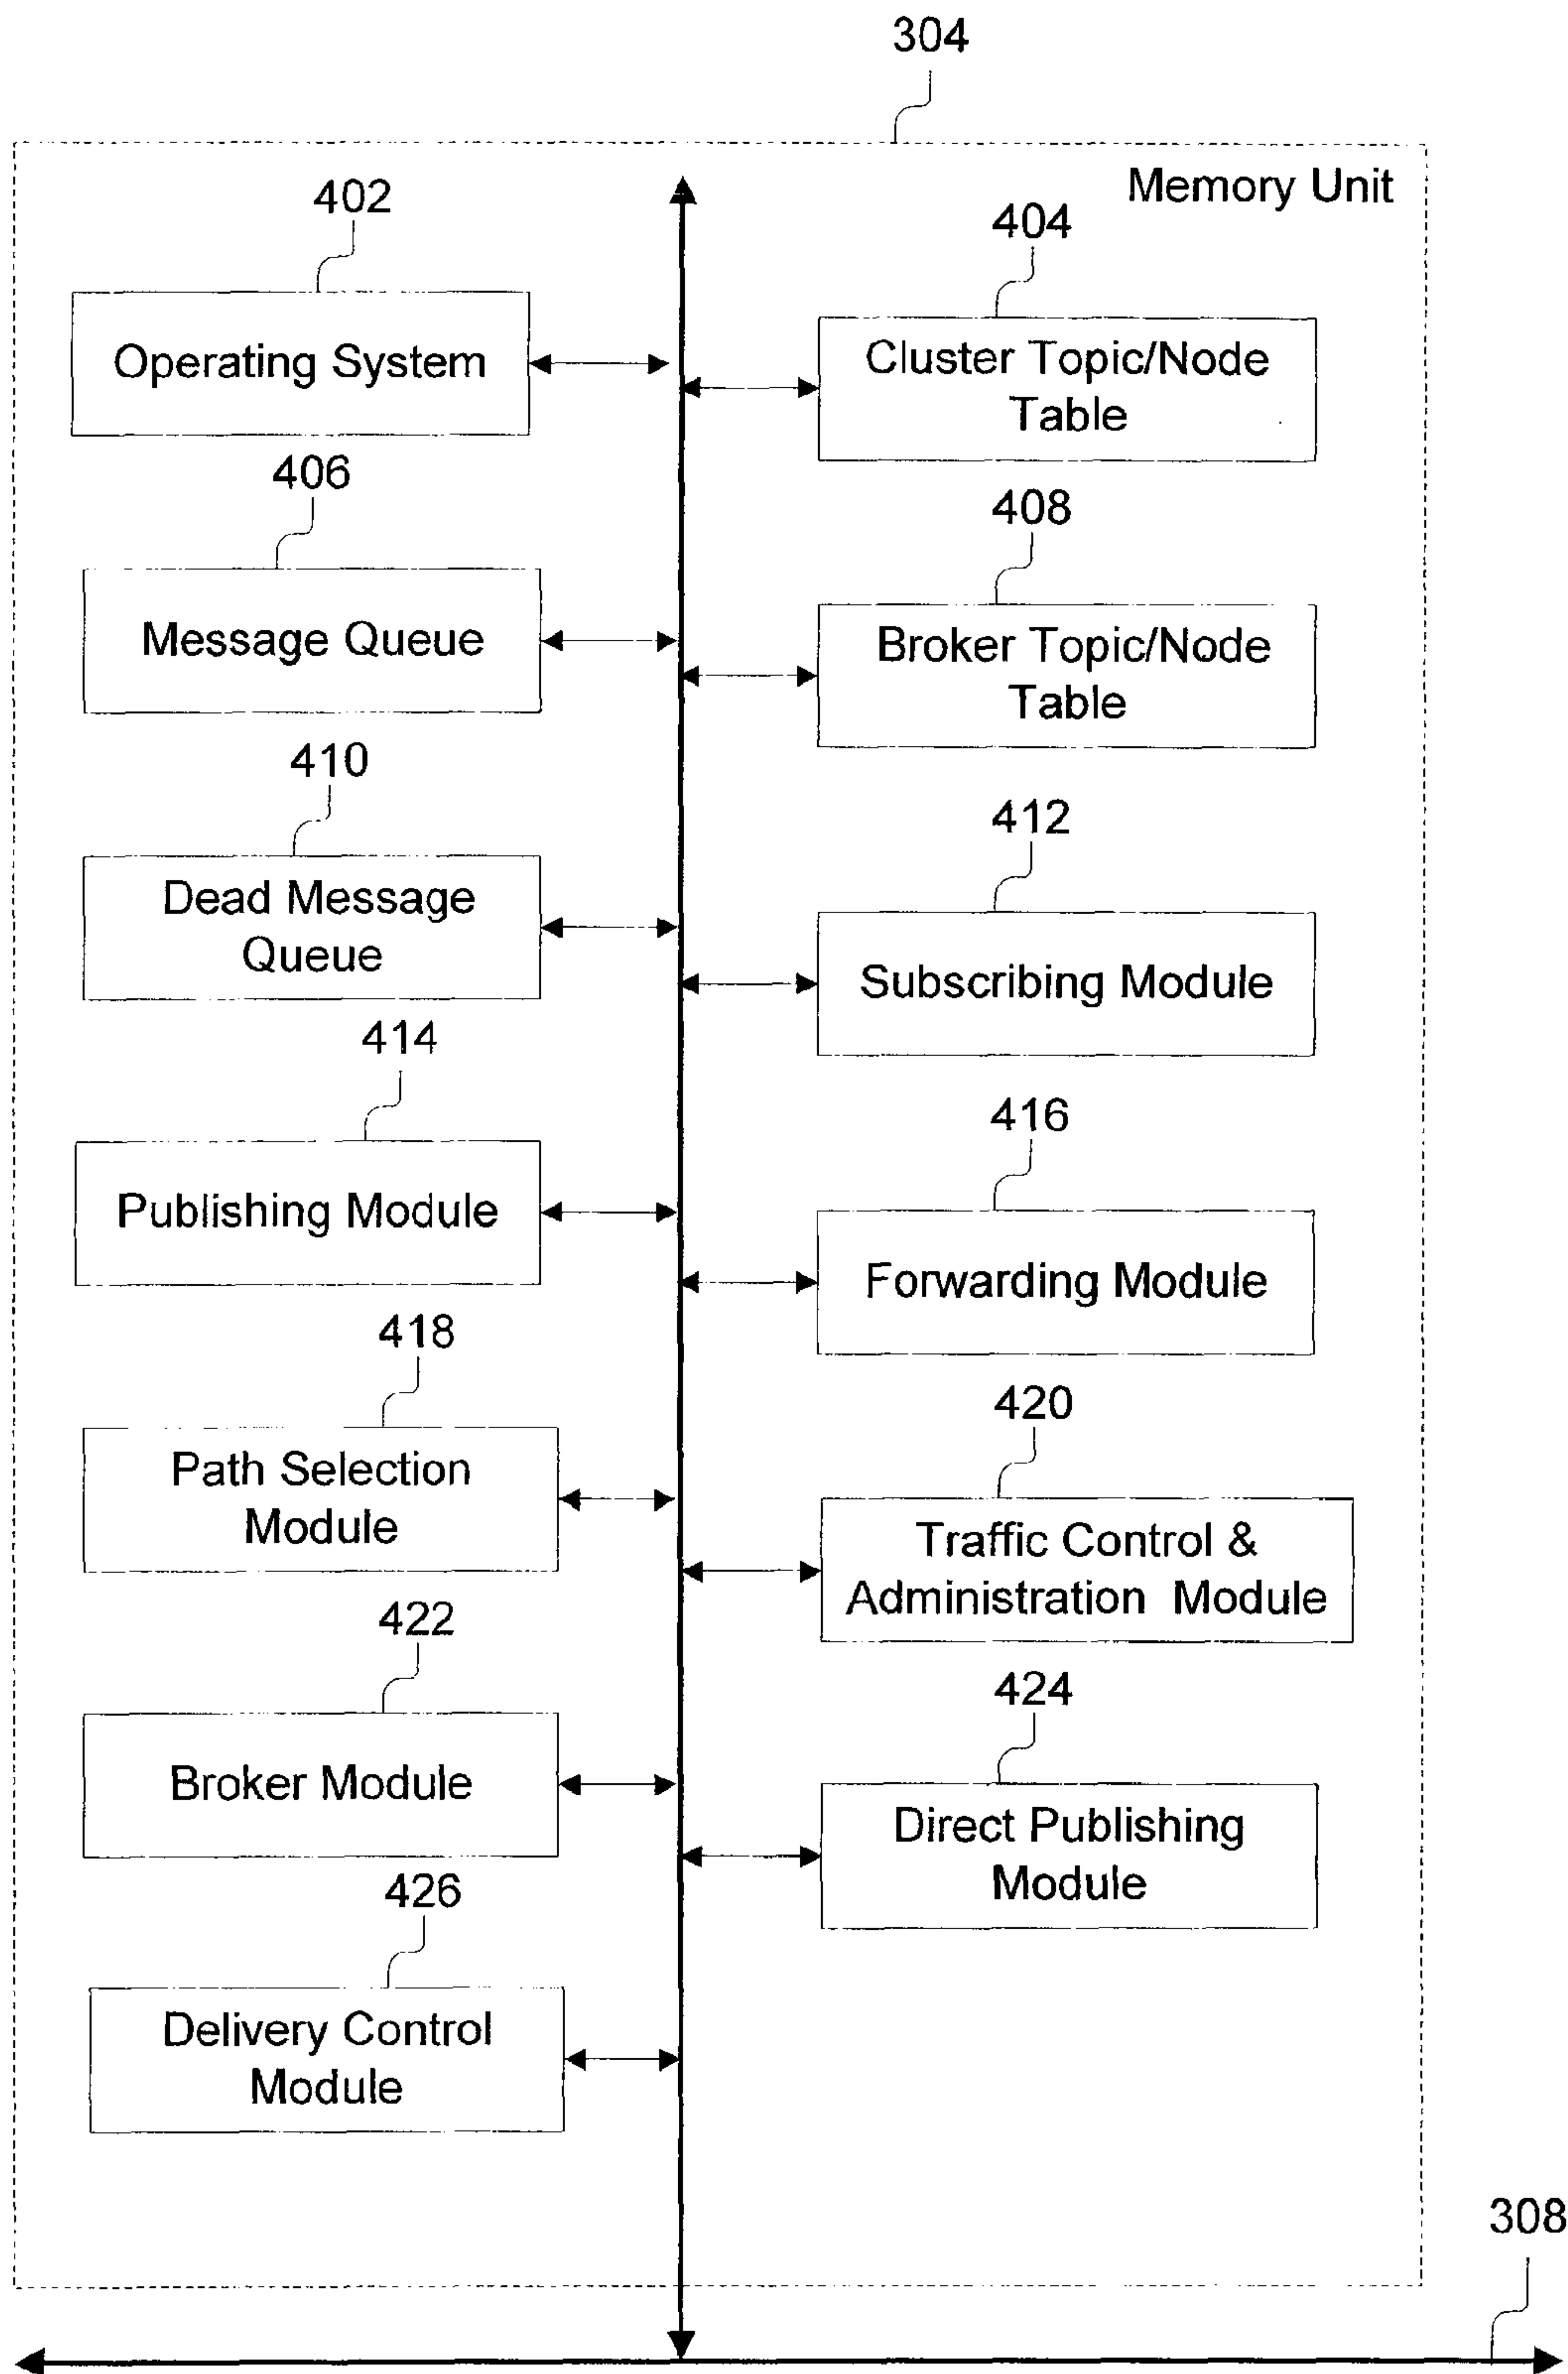 304
Memory Unit
402
404
Operating System
Cluster Topic/Node
Table
406
408
Message Queue
Broker Topic/Node
Table
410
412
Dead Message
Queue
Subscribing Module
414
416
Publishing Module
Forwarding Module
418
420
Path Selection
Module
Traffic Control &
Administration Module
422
424
Broker Module
Direct Publishing
Module
426
Delivery Control
Module
308